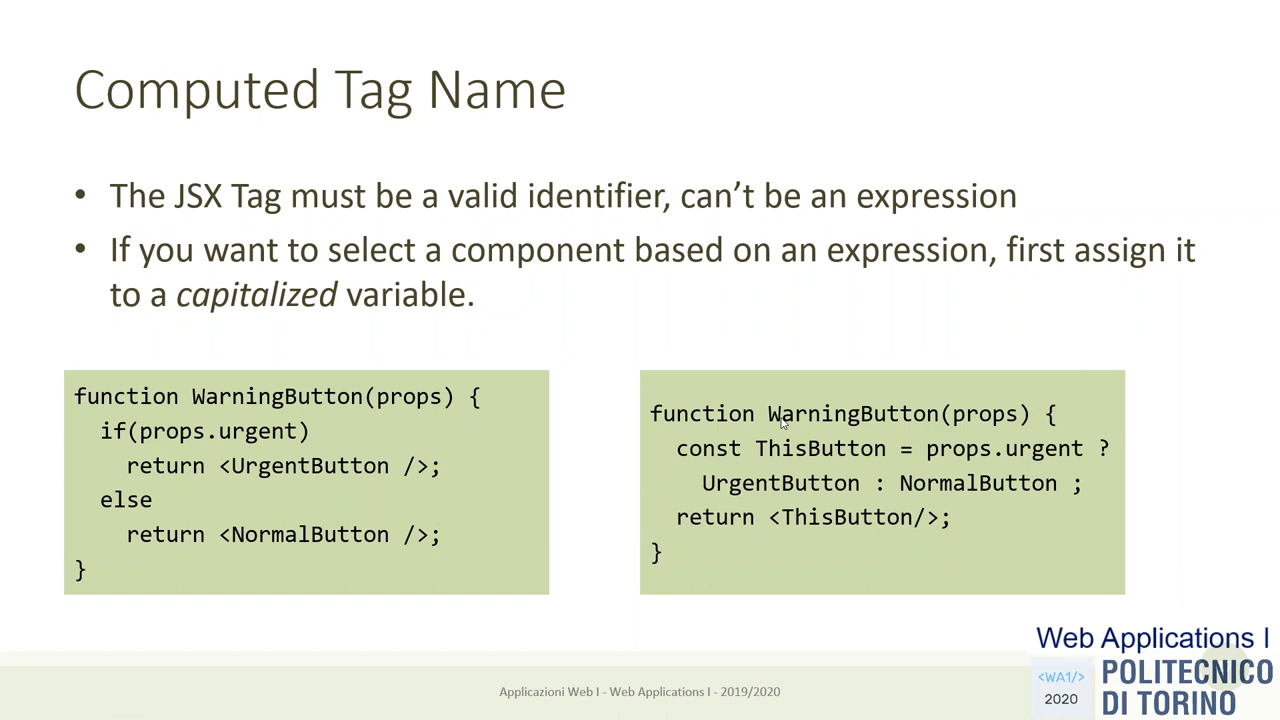 Computed Tag Name
• The JSX Tag must be a valid identifier, can’t be an expression
• If you want to select a component based on an expression, first assign it
to a capitalized variable.
function WarningButton(props) {
  if(props.urgent)
    return <UrgentButton />;
  else
    return <NormalButton />;
}
function WarningButton(props) {
  const ThisButton = props.urgent ?
    UrgentButton : NormalButton ;
  return <ThisButton/>;
}
Applicazioni Web I - Web Applications I - 2019/2020
Web Applications I
<WA1/>
2020
POLITECNICO
DI TORINO